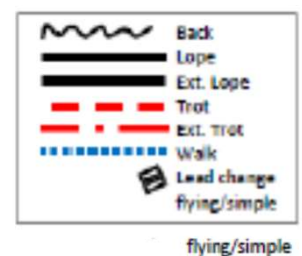 Back
Lope
Ext. Lope
Trot
Ext. Trot
Walk
Lead change
flying/simple
flying/simple